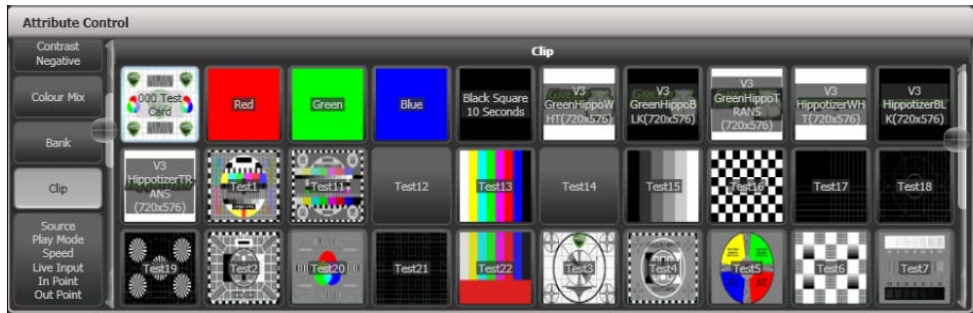 Attribute Control
Contrast
Negative
Colour Mix
Bank
Clip
Source
Play Mode
Speed
Live Input
In Point
Out Point
Clip
000 Test
Card
Red
Green
Blue
Black Square
10 Seconds
V3
GreenHippoW
HT(720x576)
V3
GreenHippoB
LK(720x576)
V3
GreenHippoT
RANS
(720x576)
V3
HippotizerWH
T(720x576)
V3
HippotizerBL
K(720x576)
V3
HippotizerTR
ANS
(720x576)
Test1
Test11
Test12
Test13
Test14
Test15
Test16
Test17
Test18
Test19
Test2
Test20
Test21
Test22
Test3
Test4
Test5
Test6
Test7